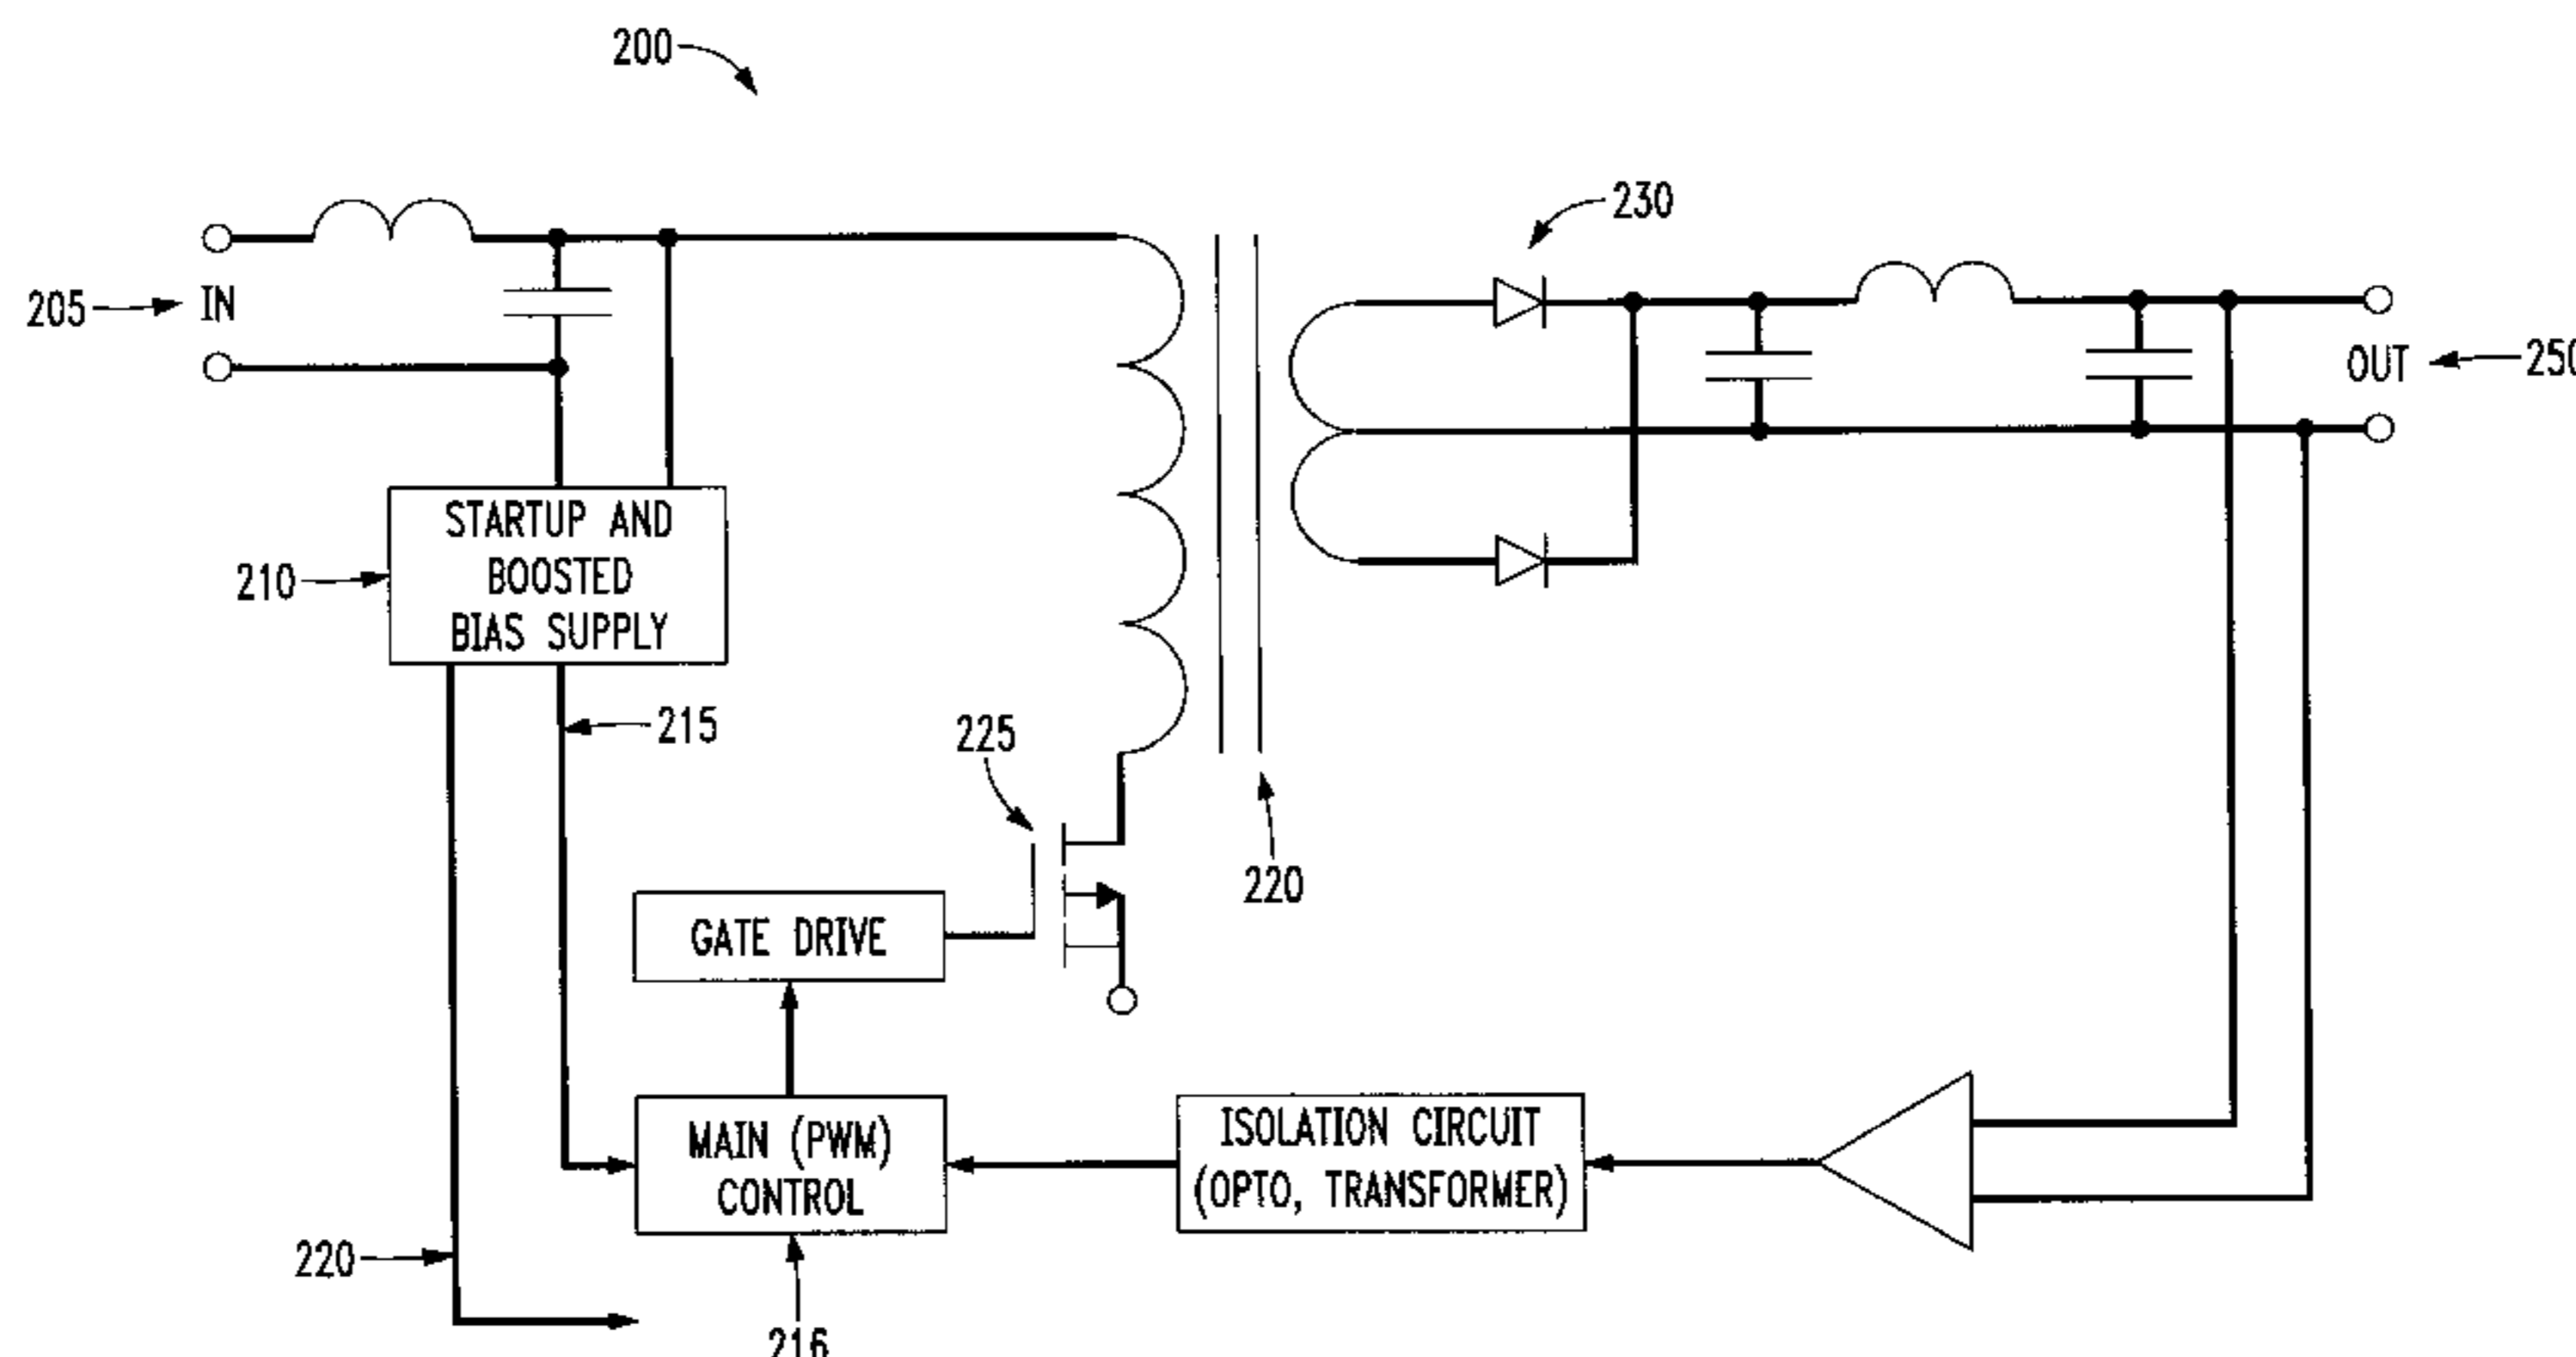 200
230
205
IN
OUT
250
STARTUP AND
BOOSTED
BIAS SUPPLY
210
215
225
220
GATE DRIVE
MAIN (PWM)
CONTROL
ISOLATION CIRCUIT
(OPTO, TRANSFORMER)
220
216